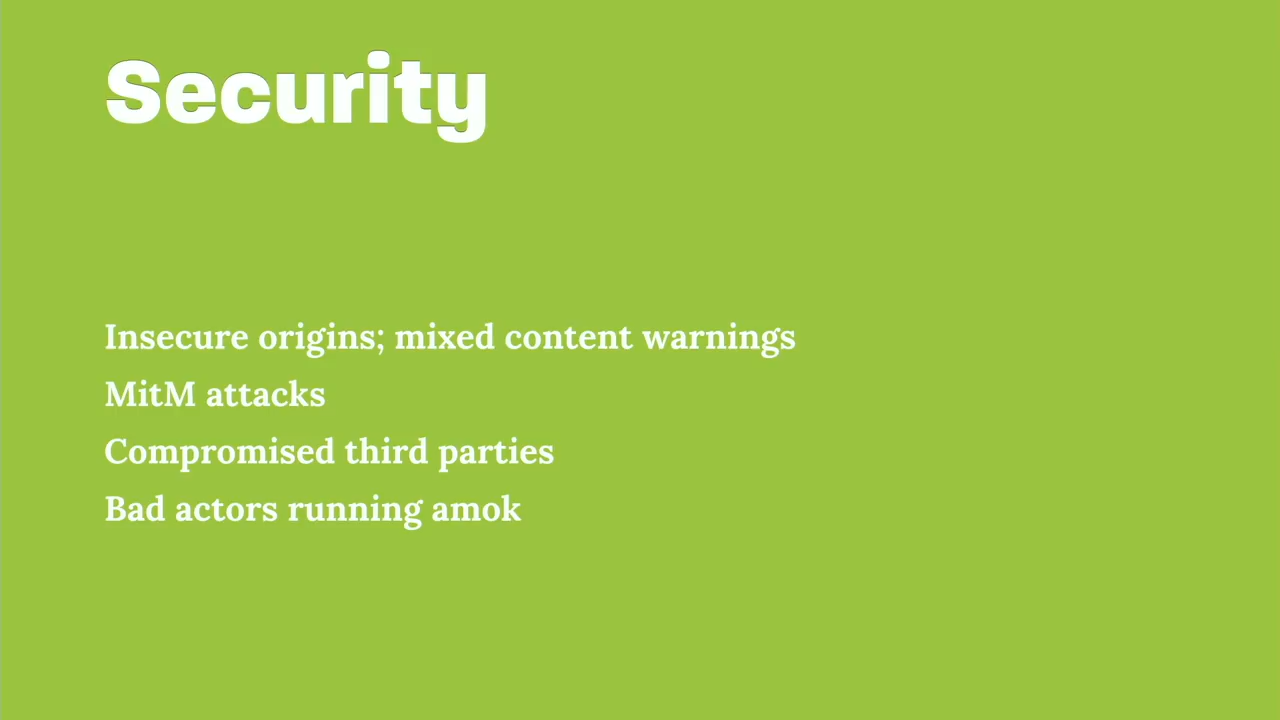 Security
Insecure origins; mixed content warnings
MitM attacks
Compromised third parties
Bad actors running amok